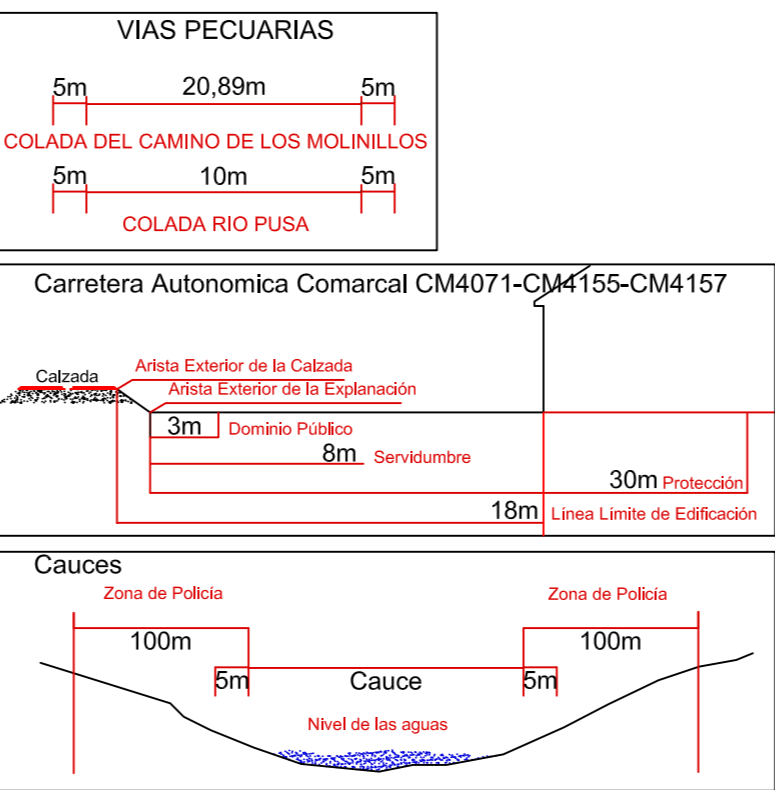 VIAS PECUARIAS
5m 20,89m 5m
COLADA DEL CAMINO DE LOS MOLINILLOS
5m 10m 5m
COLADA RIO PUSA
Carretera Autonomica Comarcal CM4071-CM4155-CM4157
Calzada
Arista Exterior de la Calzada
Arista Exterior de la Explanación
3m Dominio Público
8m Servidumbre
30m Protección
18m Línea Límite de Edificación
Cauces
Zona de Policía Zona de Policía
100m 100m
5m Cauce 5m
Nivel de las aguas